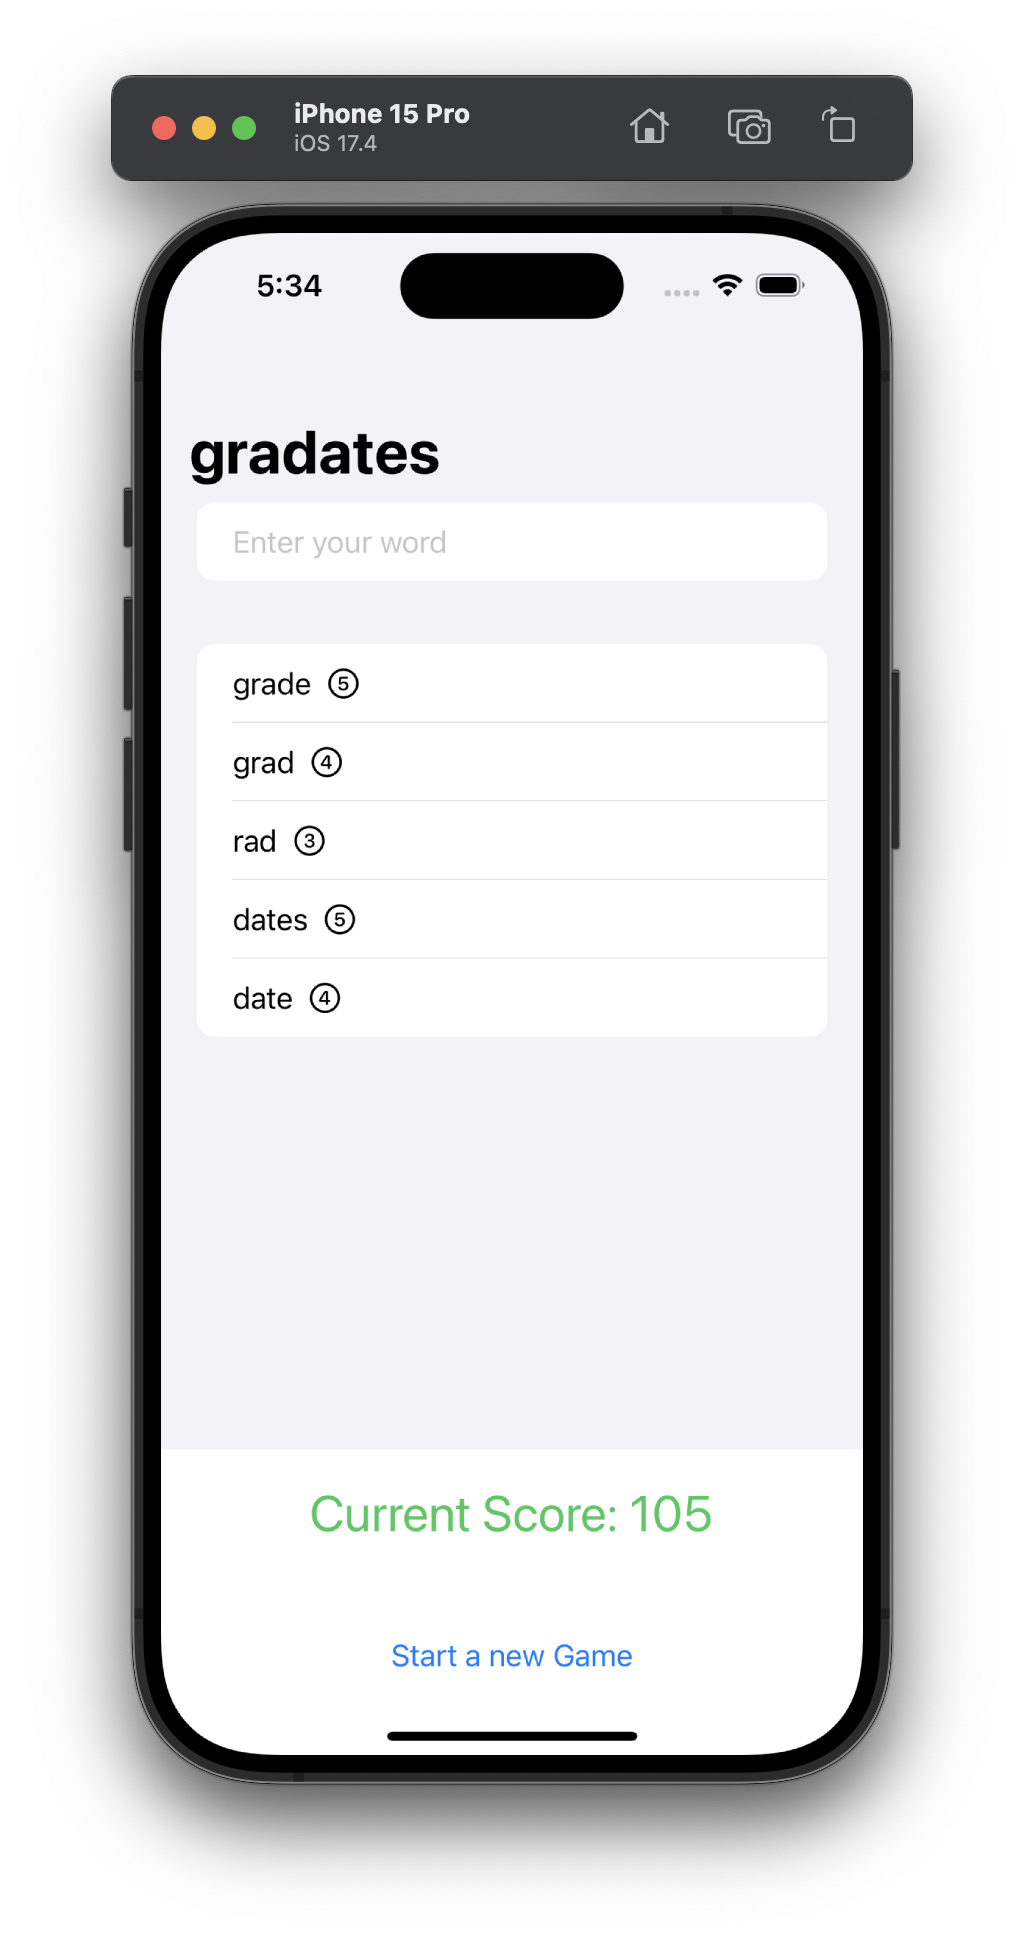 iPhone 15 Pro
iOS 17.4
5:34
gradates
Enter your word
grade 5
grad 4
rad 3
dates 5
date 4
Current Score: 105
Start a new Game